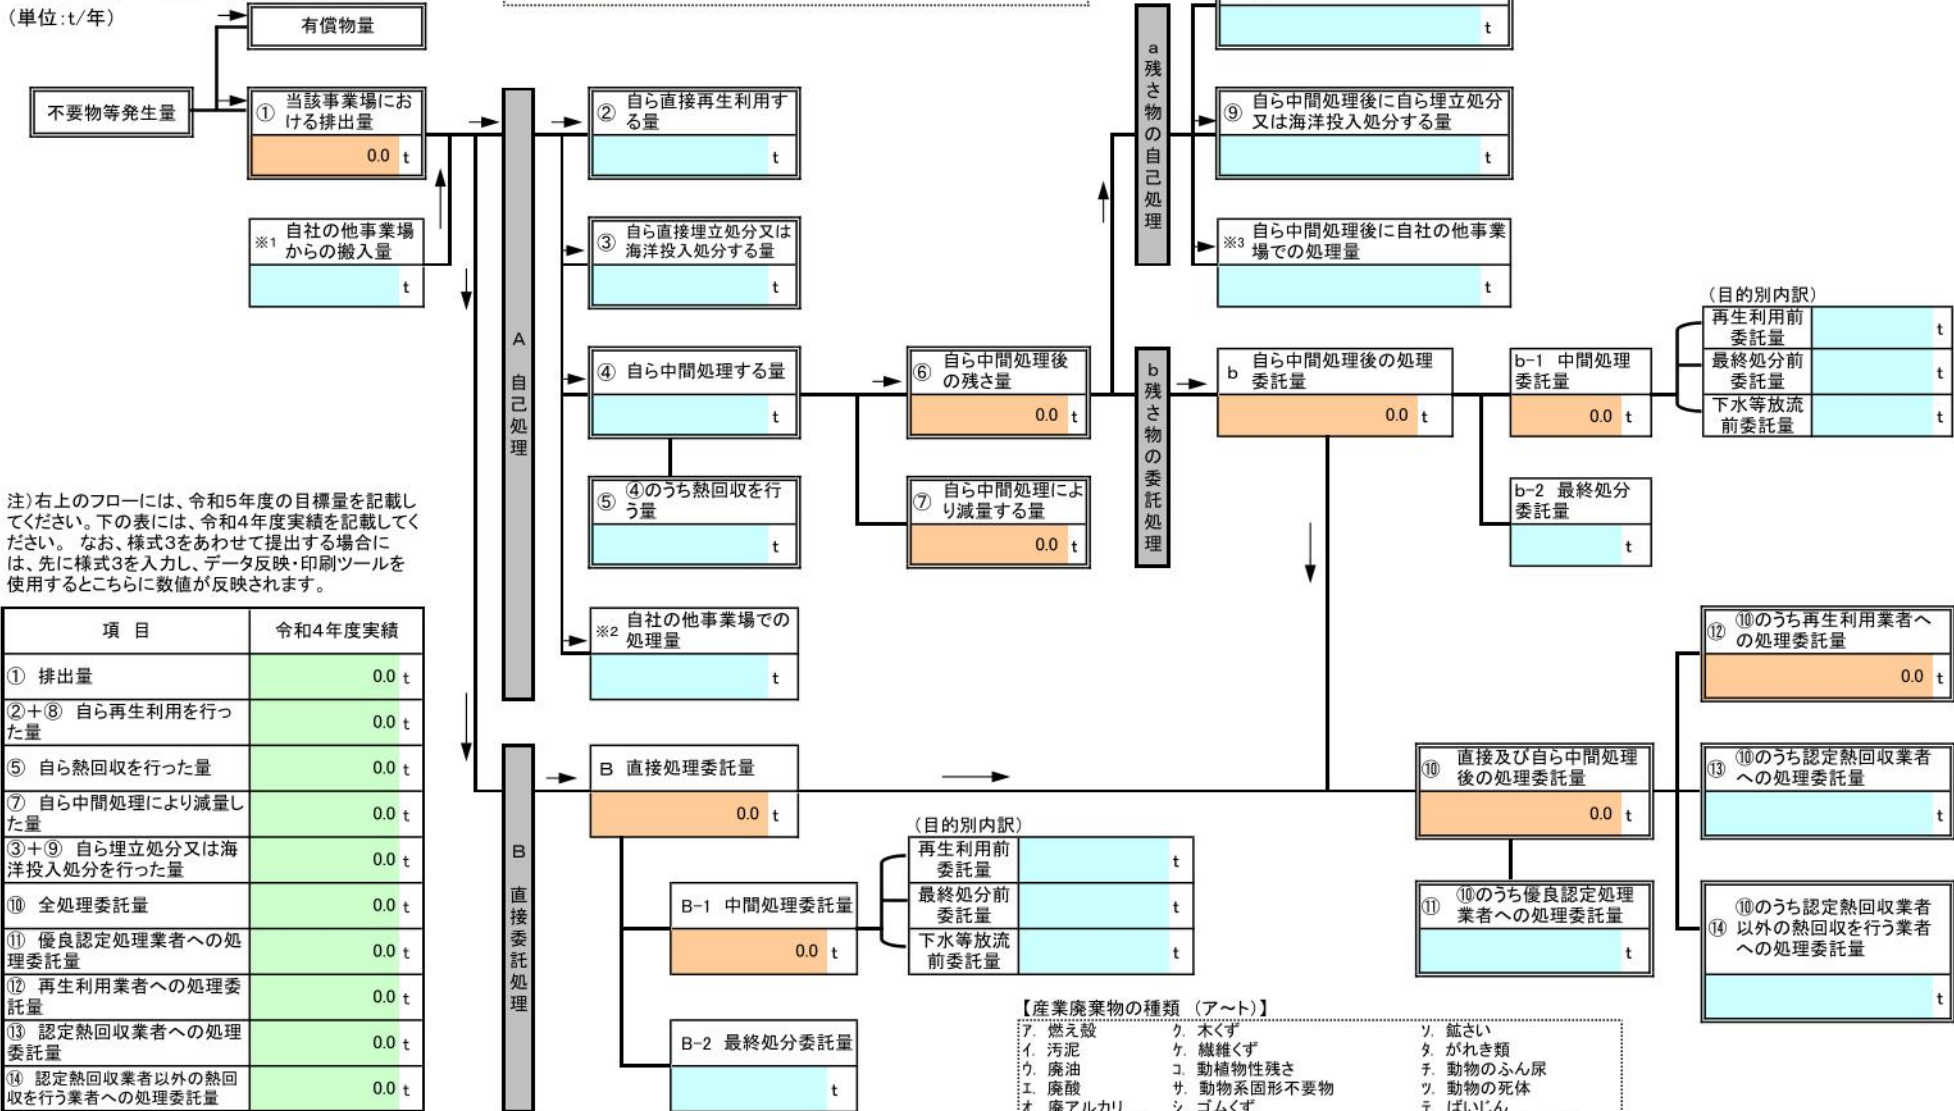 (単位:t/年)
有償物量
不要物等発生量
① 当該事業場にお
ける排出量
0.0 t
※1 自社の他事業場
からの搬入量
t
A 自己処理
② 自ら直接再生利用す
る量
t
③ 自ら直接埋立処分又は
海洋投入処分する量
t
④ 自ら中間処理する量
t
⑤ ④のうち熱回収を行
う量
t
※2 自社の他事業場での
処理量
t
⑥ 自ら中間処理後
の残さ量
0.0 t
⑦ 自ら中間処理によ
り減量する量
0.0 t
a 残さ物の自己処理
t
⑨ 自ら中間処理後に自ら埋立処分
又は海洋投入処分する量
t
※3 自ら中間処理後に自社の他事業
場での処理量
t
b 残さ物の委託処理
b 自ら中間処理後の処理
委託量
0.0 t
b-1 中間処理
委託量
0.0 t
(目的別内訳)
再生利用前
委託量
t
最終処分前
委託量
t
下水等放流
前委託量
t
b-2 最終処分
委託量
t
注)右上のフローには、令和5年度の目標量を記載し
てください。下の表には、令和4年度実績を記載してく
ださい。 なお、様式3をあわせて提出する場合に
は、先に様式3を入力し、データ反映・印刷ツールを
使用するとこちらに数値が反映されます。
項 目 令和4年度実績
① 排出量 0.0 t
②+⑧ 自ら再生利用を行っ
た量 0.0 t
⑤ 自ら熱回収を行った量 0.0 t
⑦ 自ら中間処理により減量し
た量 0.0 t
③+⑨ 自ら埋立処分又は海
洋投入処分を行った量 0.0 t
⑩ 全処理委託量 0.0 t
⑪ 優良認定処理業者への処
理委託量 0.0 t
⑫ 再生利用業者への処理委
託量 0.0 t
⑬ 認定熱回収業者への処理
委託量 0.0 t
⑭ 認定熱回収業者以外の熱回
収を行う業者への処理委託量 0.0 t
B 直接委託処理
B 直接処理委託量
0.0 t
B-1 中間処理委託量
0.0 t
(目的別内訳)
再生利用前
委託量
t
最終処分前
委託量
t
下水等放流
前委託量
t
B-2 最終処分委託量
t
⑩ 直接及び自ら中間処理
後の処理委託量
0.0 t
⑪ ⑩のうち優良認定処理
業者への処理委託量
t
⑫ ⑩のうち再生利用業者へ
の処理委託量
0.0 t
⑬ ⑩のうち認定熱回収業者
への処理委託量
t
⑭ ⑩のうち認定熱回収業者
以外の熱回収を行う業者
への処理委託量
t
【産業廃棄物の種類 (ア~ト)】
ア. 燃え殻 ク. 木くず ソ. 鉱さい
イ. 汚泥 ケ. 繊維くず タ. がれき類
ウ. 廃油 コ. 動植物性残さ チ. 動物のふん尿
エ. 廃酸 サ. 動物系固形不要物 ツ. 動物の死体
オ. 廃アルカリ シ. ゴムくず テ. ばいじん